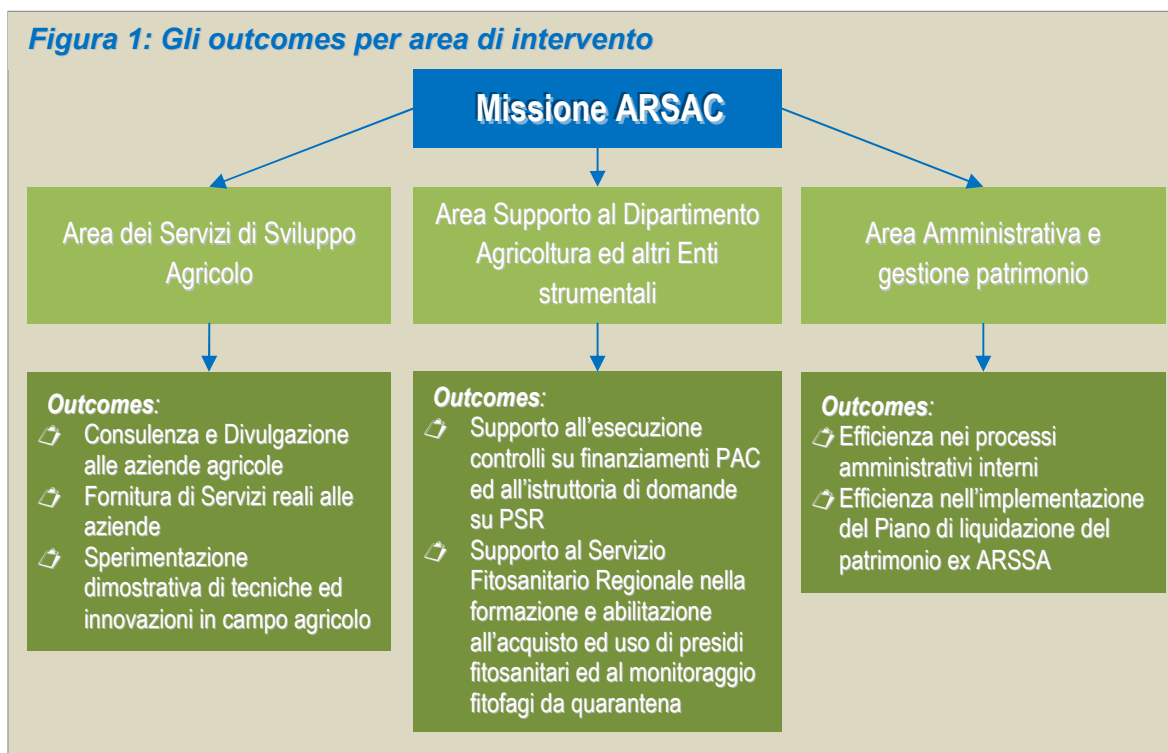 Figura 1: Gli outcomes per area di intervento
Missione ARSAC
Area dei Servizi di Sviluppo
Agricolo
Area Supporto al Dipartimento
Agricoltura ed altri Enti
strumentali
Area Amministrativa e
gestione patrimonio
Outcomes:
Consulenza e Divulgazione
alle aziende agricole
Fornitura di Servizi reali alle
aziende
Sperimentazione
dimostrativa di tecniche ed
innovazioni in campo agricolo
Outcomes:
Supporto all’esecuzione
controlli su finanziamenti PAC
ed all’istruttoria di domande
su PSR
Supporto al Servizio
Fitosanitario Regionale nella
formazione e abilitazione
all’acquisto ed uso di presidi
fitosanitari ed al monitoraggio
fitofagi da quarantena
Outcomes:
Efficienza nei processi
amministrativi interni
Efficienza nell’implementazione
del Piano di liquidazione del
patrimonio ex ARSSA